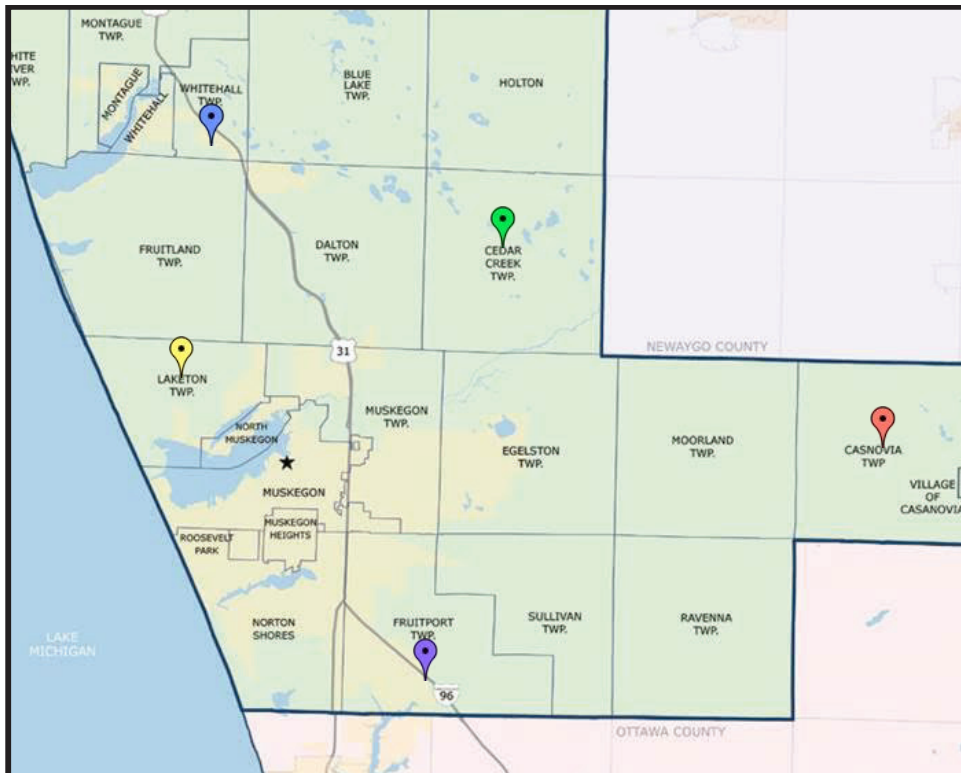 MONTAGUE
TWP.
HITE
IVER
WP.
MONTAGUE
WHITEHALL
WHITEHALL
TWP.
BLUE
LAKE
TWP.
HOLTON
FRUITLAND
TWP.
DALTON
TWP.
CEDAR
CREEK
TWP.
31
NEWAYGO COUNTY
LAKETON
TWP.
NORTH
MUSKEGON
MUSKEGON
TWP.
EGELSTON
TWP.
MOORLAND
TWP.
CASNOVIA
TWP
VILLAGE
OF
CASANOVIA
MUSKEGON
MUSKEGON
HEIGHTS
ROOSEVELT
PARK
NORTON
SHORES
FRUITPORT
TWP.
SULLIVAN
TWP.
RAVENNA
TWP.
LAKE
MICHIGAN
96
OTTAWA COUNTY